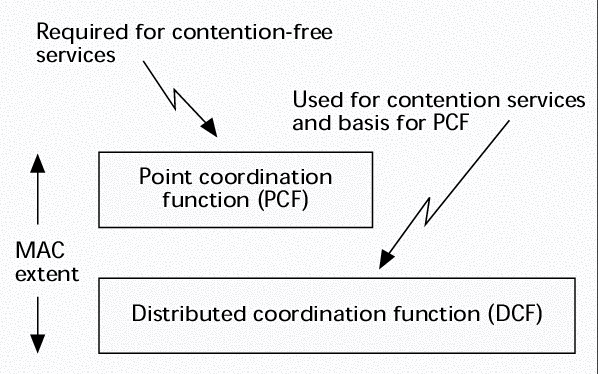 Required for contention-free
services
Used for contention services
and basis for PCF
Point coordination
function (PCF)
MAC
extent
Distributed coordination function (DCF)